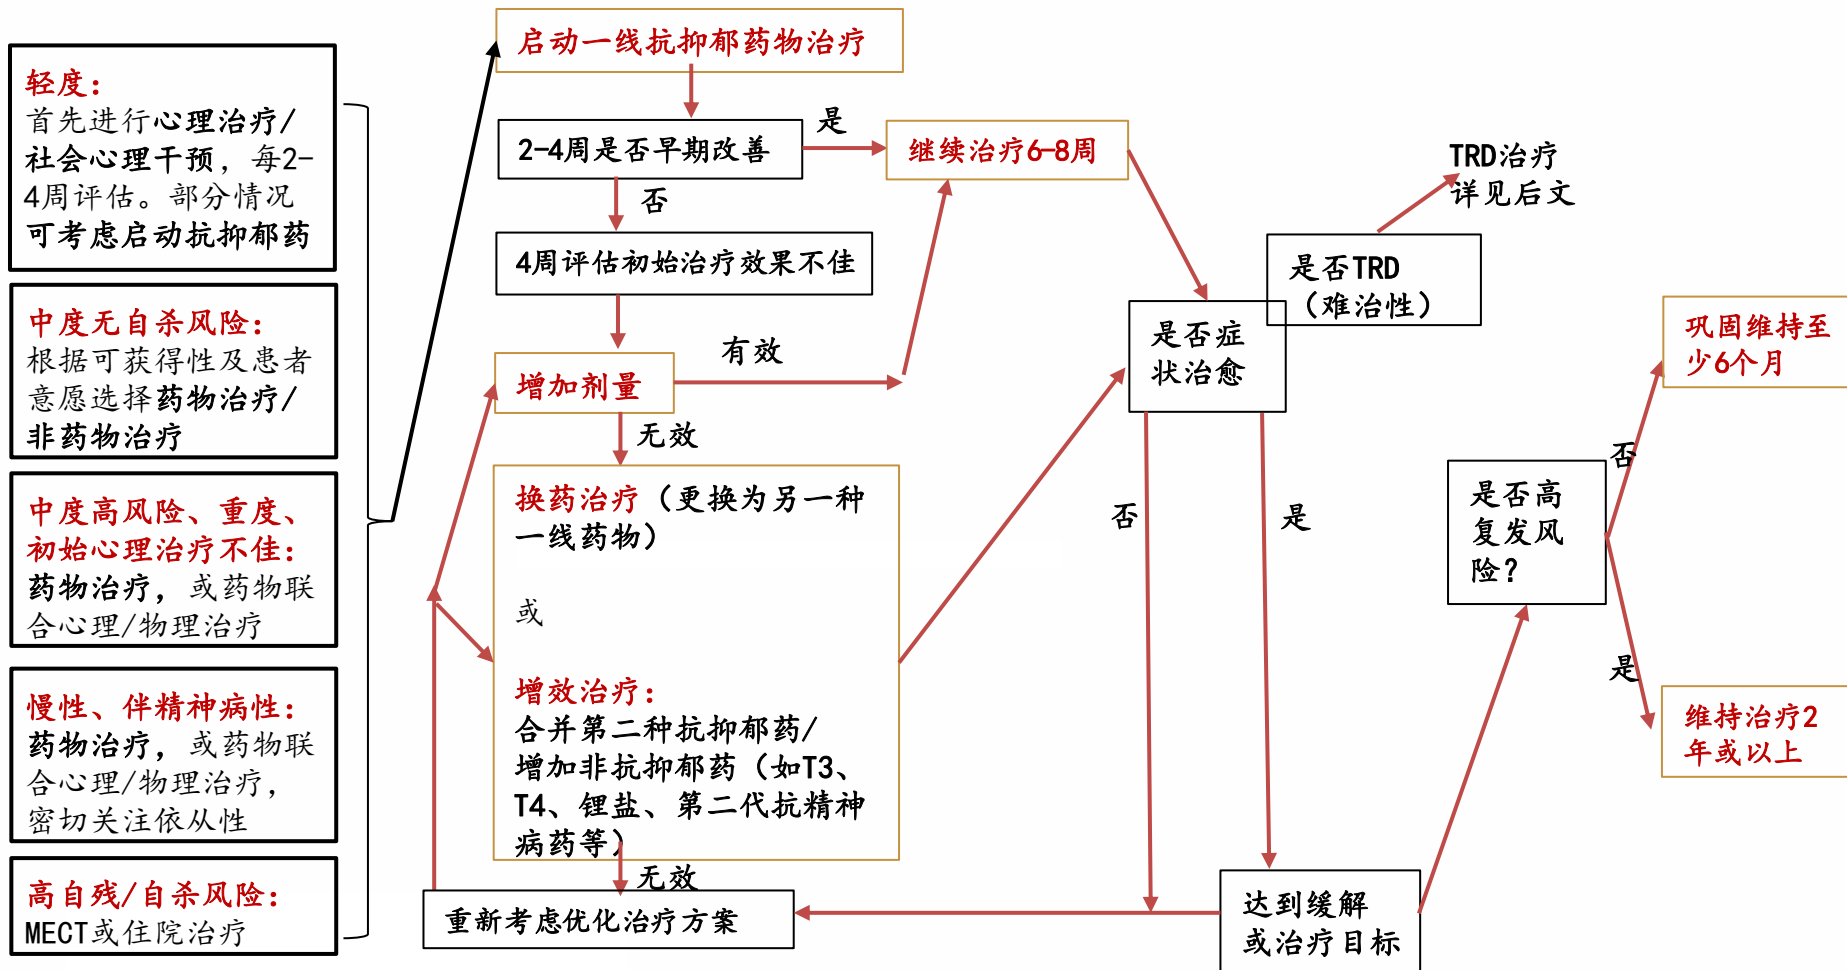 轻度：
首先进行心理治疗/
社会心理干预，每2-
4周评估。部分情况
可考虑启动抗抑郁药
中度无自杀风险：
根据可获得性及患者
意愿选择药物治疗/
非药物治疗
中度高风险、重度、
初始心理治疗不佳：
药物治疗，或药物联
合心理/物理治疗
慢性、伴精神病性：
药物治疗，或药物联
合心理/物理治疗，
密切关注依从性
高自残/自杀风险：
MECT或住院治疗
启动一线抗抑郁药物治疗
2-4周是否早期改善
是
继续治疗6-8周
否
4周评估初始治疗效果不佳
增加剂量
有效
无效
换药治疗（更换为另一种
一线药物）
或
增效治疗：
合并第二种抗抑郁药/
增加非抗抑郁药（如T3、
T4、锂盐、第二代抗精神
病药等）
无效
重新考虑优化治疗方案
TRD治疗
详见后文
是否TRD
（难治性）
是否症
状治愈
否
是
达到缓解
或治疗目标
是否高
复发风
险？
否
是
巩固维持至
少6个月
维持治疗2
年或以上